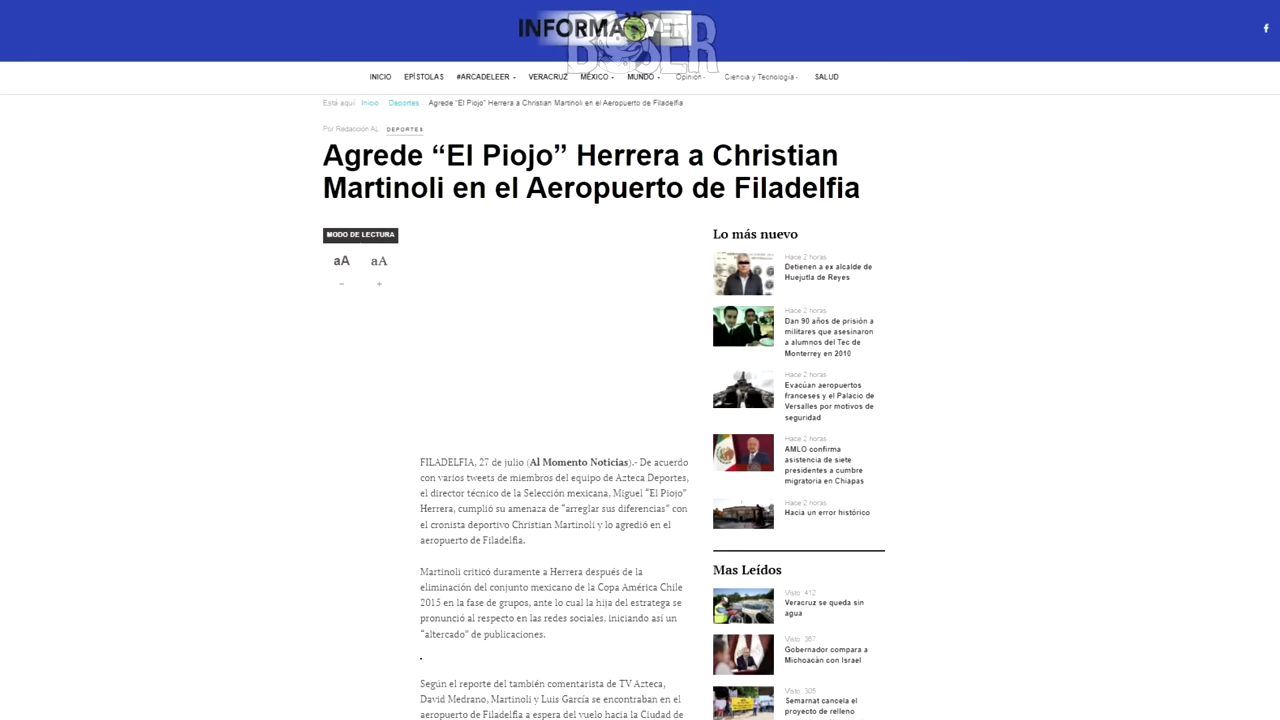 INFORMA VER
BOSER
INICIO EPÍSTOLAS #ARCADELEER VERACRUZ MÉXICO MUNDO Opinión Ciencia y Tecnología SALUD
Está aquí: Inicio Deportes Agrede "El Piojo" Herrera a Christian Martinoli en el Aeropuerto de Filadelfia
Por Redacción AL DEPORTES
Agrede “El Piojo” Herrera a Christian
Martinoli en el Aeropuerto de Filadelfia
MODO DE LECTURA
aA aA
− +
FILADELFIA, 27 de julio (Al Momento Noticias).- De acuerdo
con varios tweets de miembros del equipo de Azteca Deportes,
el director técnico de la Selección mexicana, Miguel “El Piojo”
Herrera, cumplió su amenaza de “arreglar sus diferencias” con
el cronista deportivo Christian Martinoli y lo agredió en el
aeropuerto de Filadelfia.
Martinoli criticó duramente a Herrera después de la
eliminación del conjunto mexicano de la Copa América Chile
2015 en la fase de grupos, ante lo cual la hija del estratega se
pronunció al respecto en las redes sociales, iniciando así un
“altercado” de publicaciones.
.
Según el reporte del también comentarista de TV Azteca,
David Medrano, Martinoli y Luis García se encontraban en el
aeropuerto de Filadelfia a espera del vuelo hacia la Ciudad de
Lo más nuevo
Hace 2 horas
Detienen a ex alcalde de
Huejutla de Reyes
Hace 2 horas
Dan 90 años de prisión a
militares que asesinaron
a alumnos del Tec de
Monterrey en 2010
Hace 2 horas
Evacúan aeropuertos
franceses y el Palacio de
Versalles por motivos de
seguridad
Hace 2 horas
AMLO confirma
asistencia de siete
presidentes a cumbre
migratoria en Chiapas
Hace 2 horas
Hacia un error histórico
Mas Leídos
Visto 412
Veracruz se queda sin
agua
Visto 387
Gobernador compara a
Michoacán con Israel
Visto 306
Semarnat cancela el
proyecto de relleno